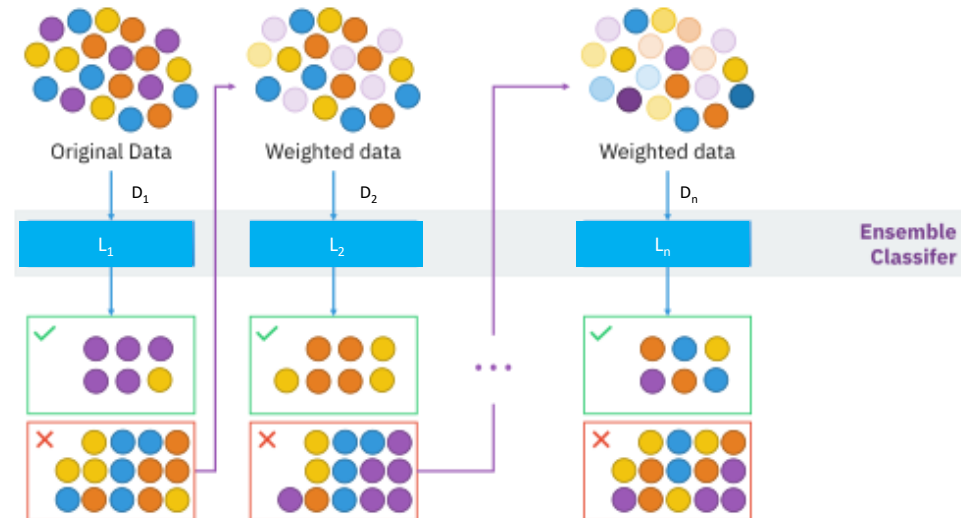 Original Data
Weighted data
Weighted data
D1
D2
Dn
L1
L2
Ln
Ensemble
Classifer
...